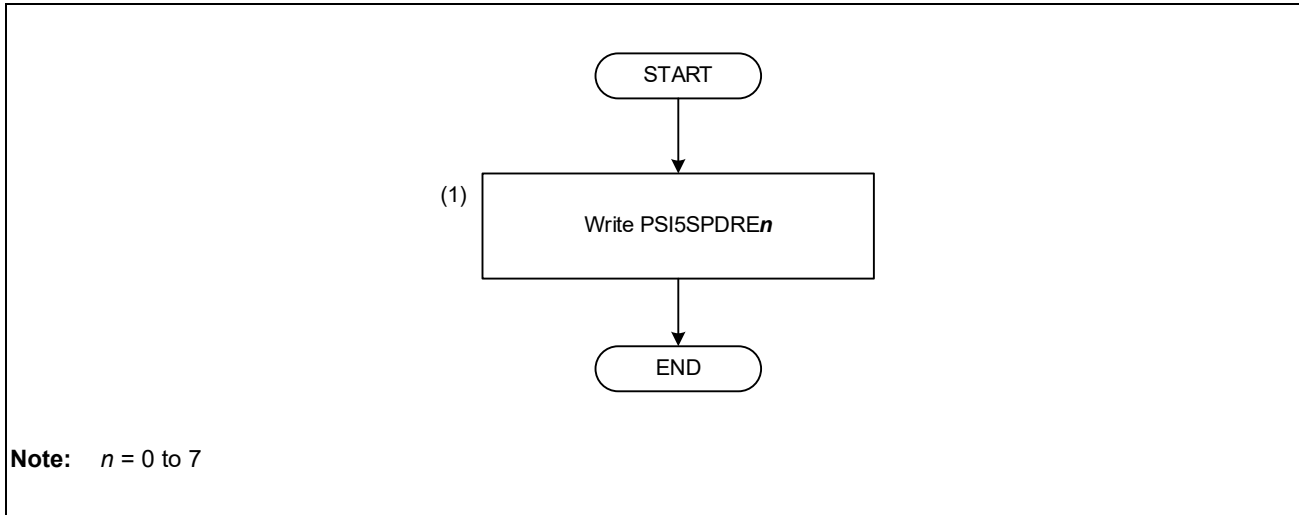 START
(1)
Write PSI5SPDREn
END
Note: n = 0 to 7